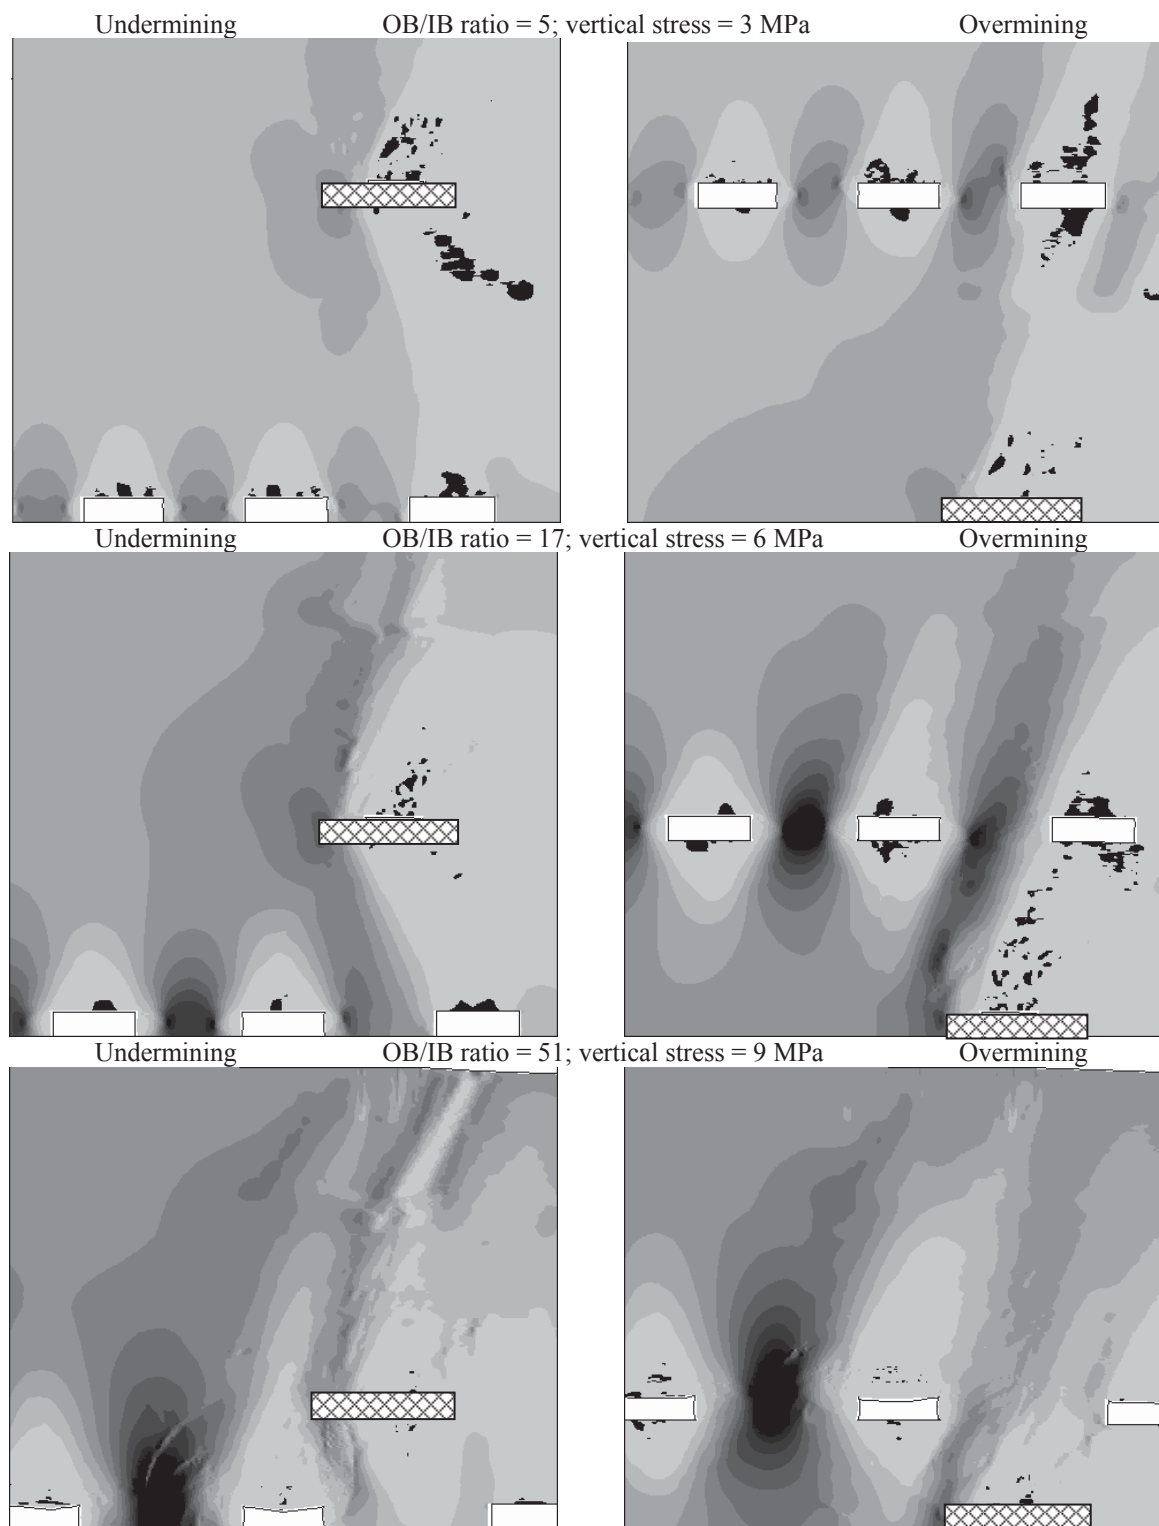 Undermining OB/IB ratio = 5; vertical stress = 3 MPa Overmining
Undermining OB/IB ratio = 17; vertical stress = 6 MPa Overmining
Undermining OB/IB ratio = 51; vertical stress = 9 MPa Overmining